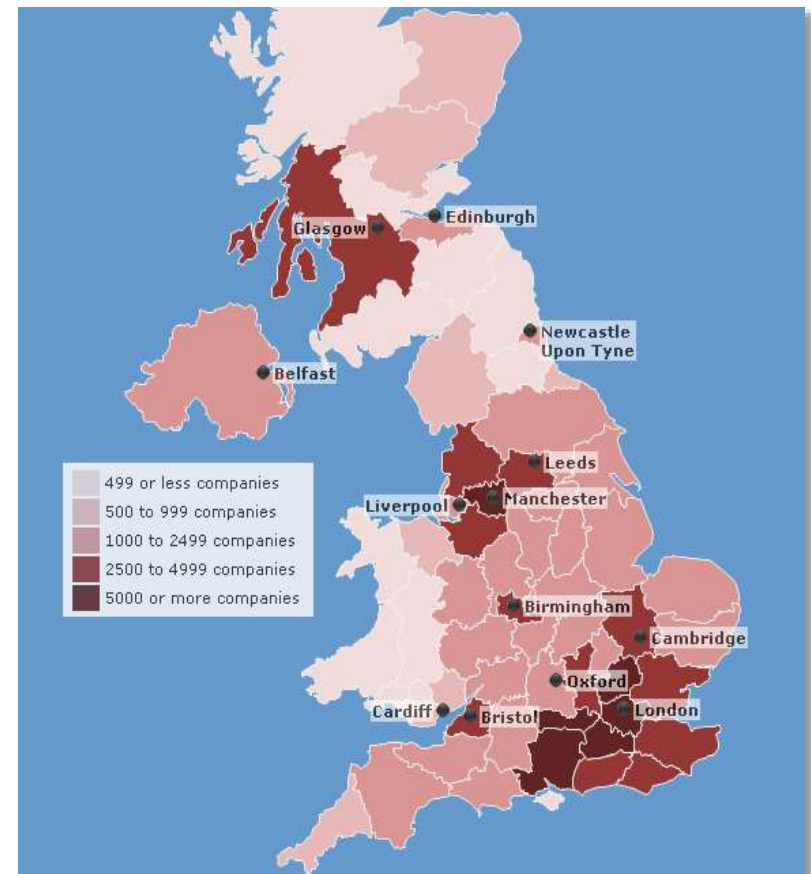 Edinburgh
Glasgow
Newcastle
Upon Tyne
Belfast
Leeds
499 or less companies
500 to 999 companies
1000 to 2499 companies
2500 to 4999 companies
5000 or more companies
Liverpool
Manchester
Birmingham
Cambridge
Oxford
Cardiff
Bristol
London